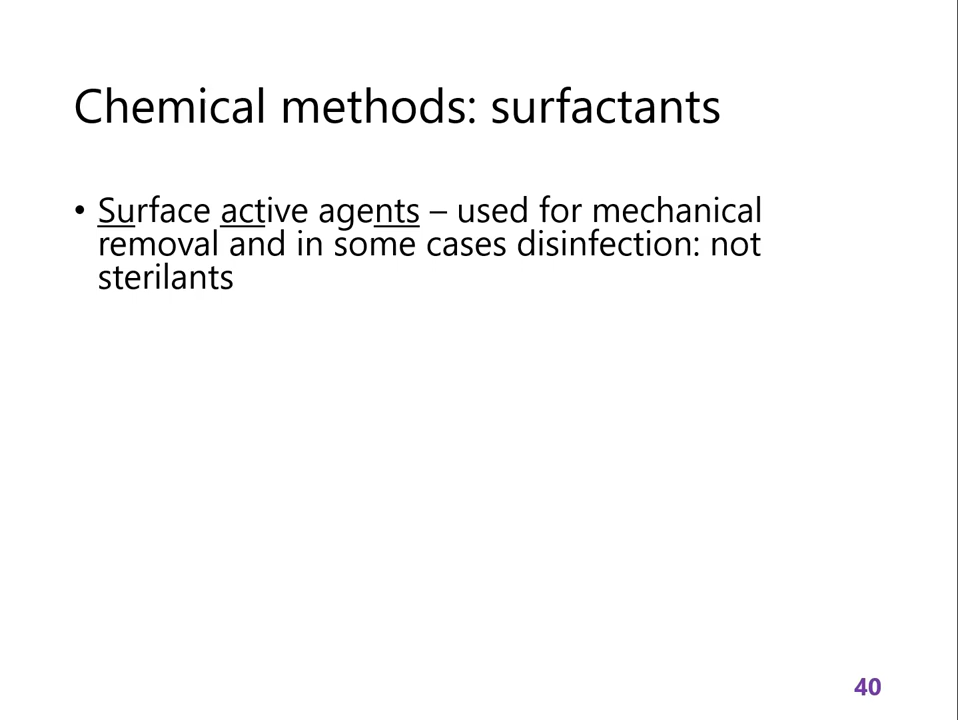 Chemical methods: surfactants
• Surface active agents – used for mechanical
removal and in some cases disinfection: not
sterilants
40